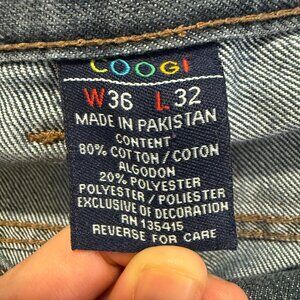 COOGI
W36 L32
MADE IN PAKISTAN
CONTENT
80% COTTON / COTON
ALGODON
20% POLYESTER
POLYESTER / POLIESTER
EXCLUSIVE OF DECORATION
RN 135415
REVERSE FOR CARE